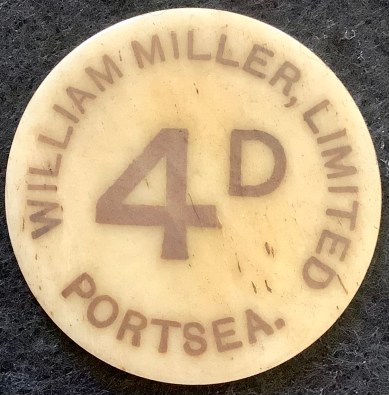 WILLIAM MILLER, LIMITED
4D
PORTSEA.